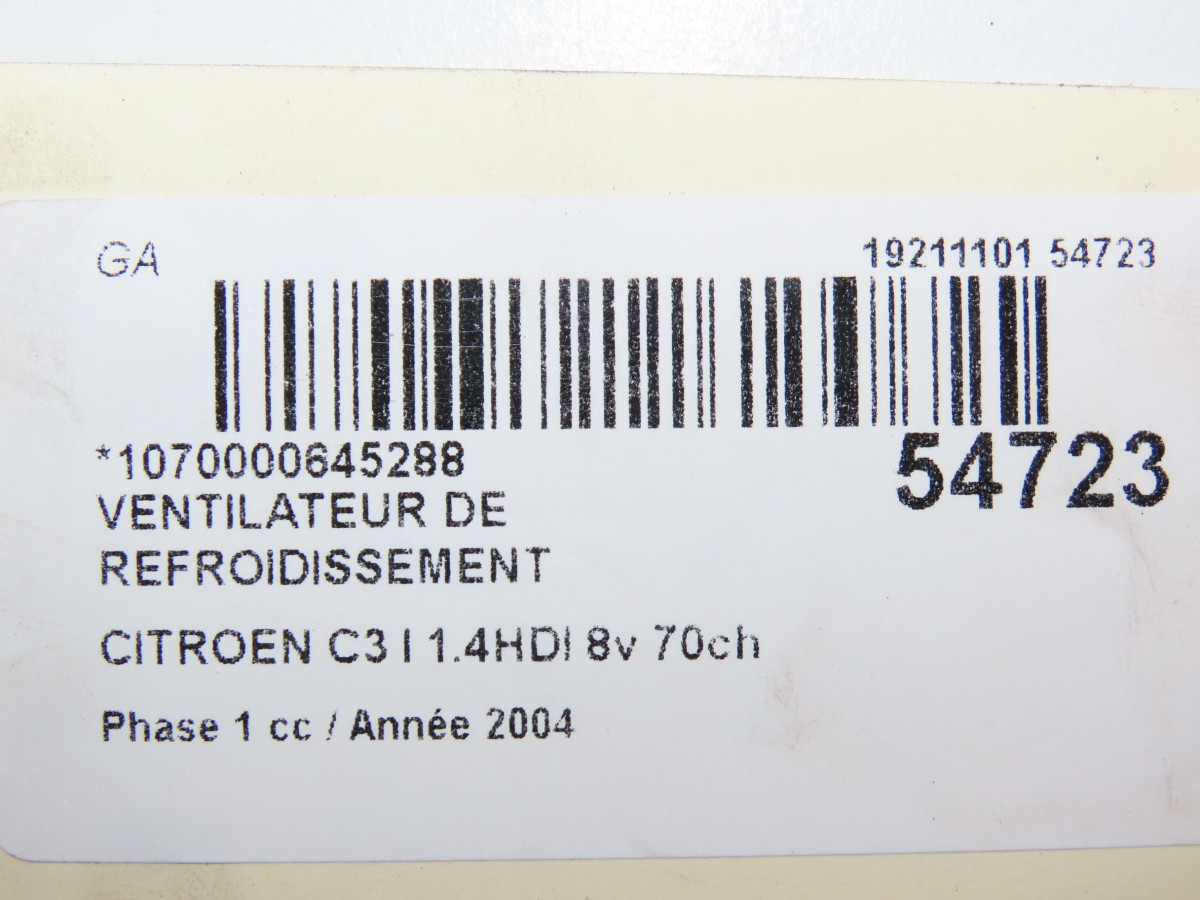 GA
19211101 54723
*1070000645288
54723
VENTILATEUR DE
REFROIDISSEMENT
CITROEN C3 I 1.4HDI 8v 70ch
Phase 1 cc / Année 2004